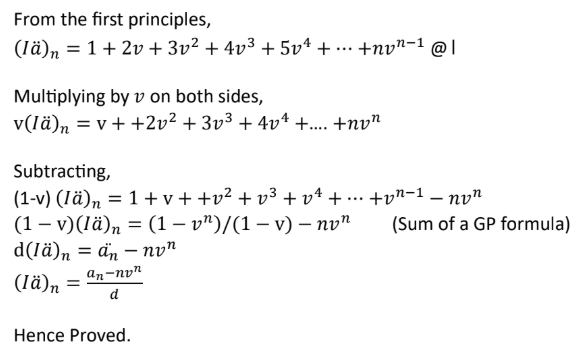 From the first principles,
(Iä)ₙ = 1 + 2v + 3v² + 4v³ + 5v⁴ + ⋯ +nvⁿ⁻¹ @ I
Multiplying by v on both sides,
v(Iä)ₙ = v + +2v² + 3v³ + 4v⁴ +.... +nvⁿ
Subtracting,
(1-v) (Iä)ₙ = 1 + v + +v² + v³ + v⁴ + ⋯ +vⁿ⁻¹ − nvⁿ
(1 − v)(Iä)ₙ = (1 − vⁿ)/(1 − v) − nvⁿ (Sum of a GP formula)
d(Iä)ₙ = äₙ − nvⁿ
(Iä)ₙ = (aₙ−nvⁿ)/d
Hence Proved.